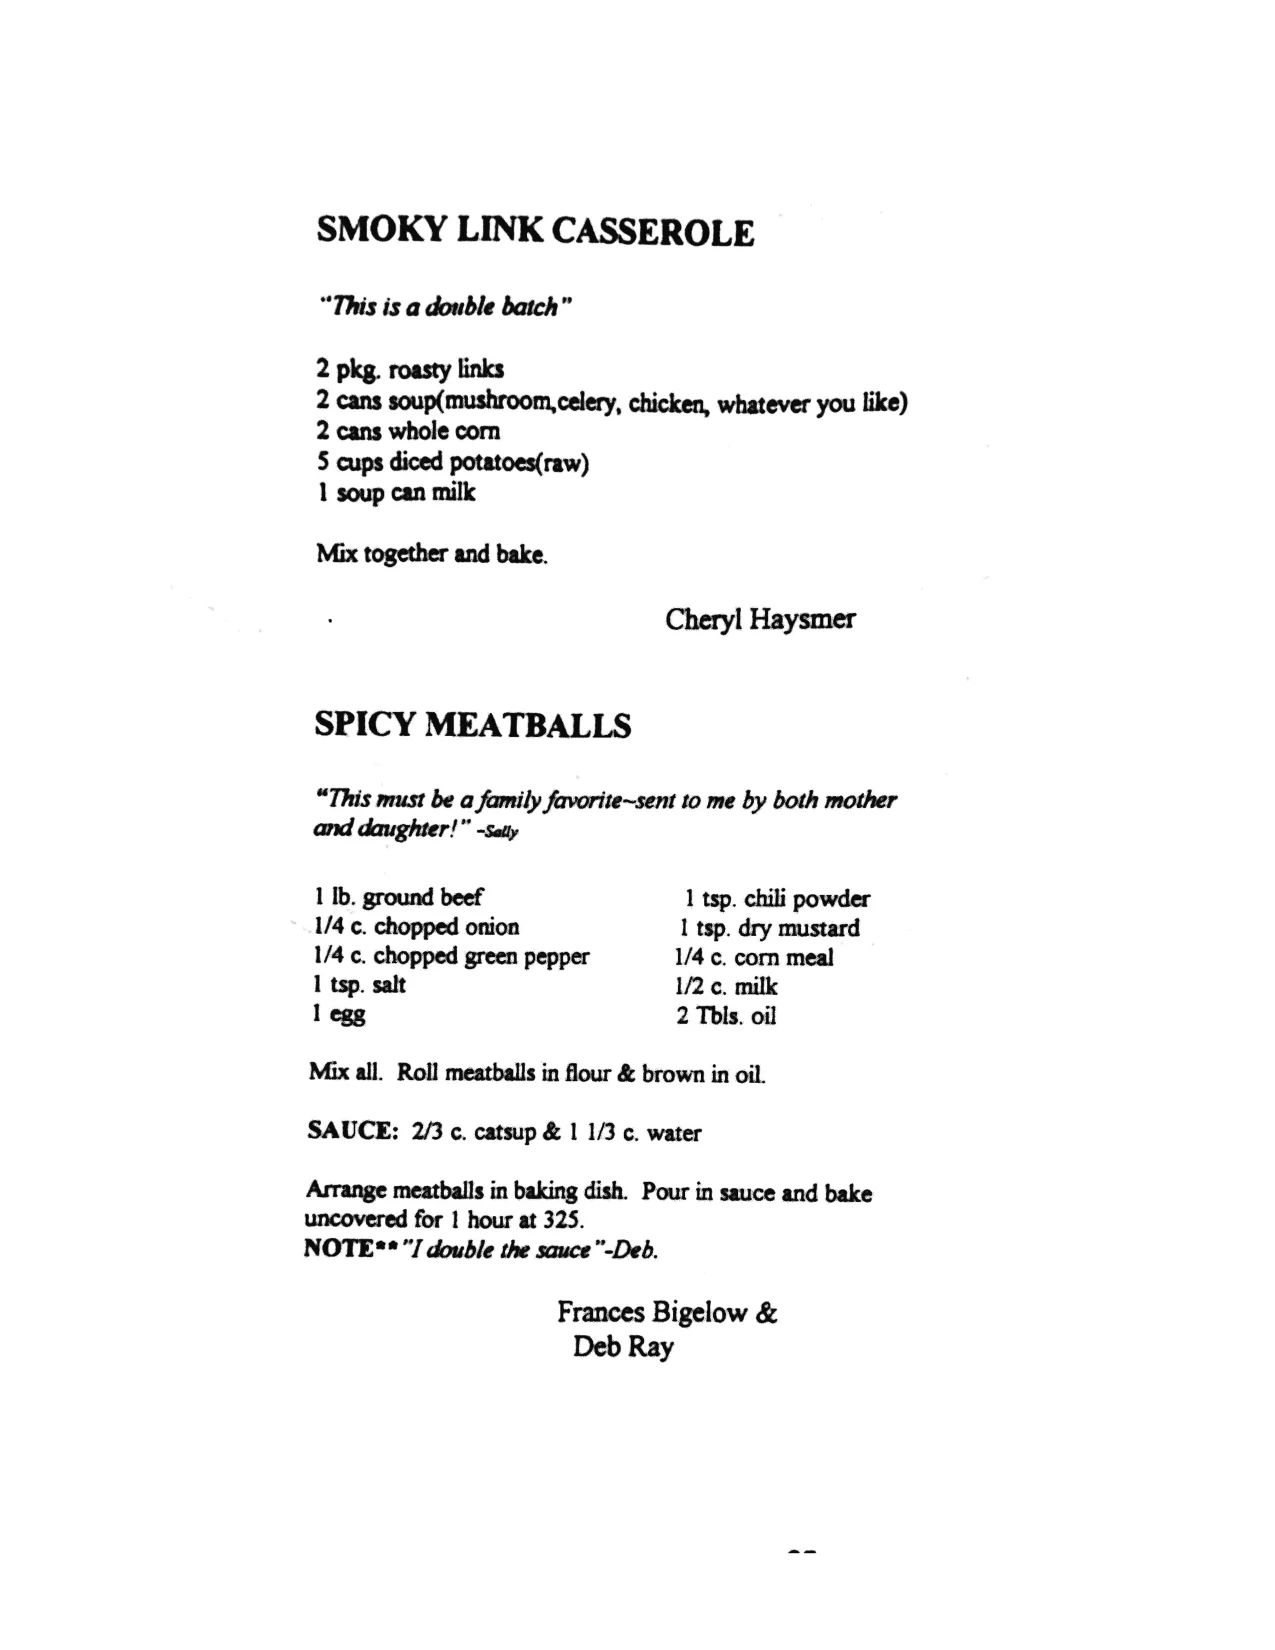 SMOKY LINK CASSEROLE
"This is a double batch"
2 pkg. roasty links
2 cans soup(mushroom,celery, chicken, whatever you like)
2 cans whole corn
5 cups diced potatoes(raw)
1 soup can milk
Mix together and bake.
Cheryl Haysmer
SPICY MEATBALLS
"This must be a family favorite~sent to me by both mother
and daughter!" -Sally
1 lb. ground beef
1/4 c. chopped onion
1/4 c. chopped green pepper
1 tsp. salt
1 egg
1 tsp. chili powder
1 tsp. dry mustard
1/4 c. corn meal
1/2 c. milk
2 Tbls. oil
Mix all. Roll meatballs in flour & brown in oil.
SAUCE: 2/3 c. catsup & 1 1/3 c. water
Arrange meatballs in baking dish. Pour in sauce and bake
uncovered for 1 hour at 325.
NOTE** "I double the sauce"-Deb.
Frances Bigelow &
Deb Ray